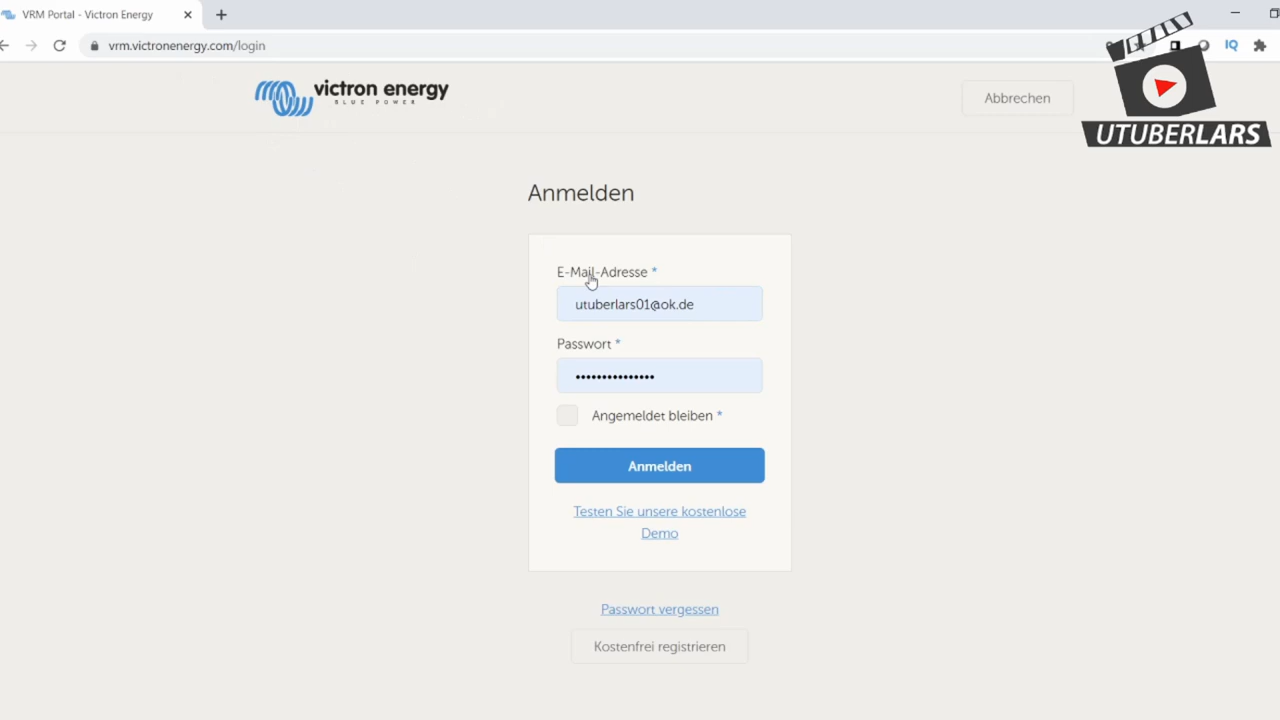 VRM Portal - Victron Energy
vrm.victronenergy.com/login
IQ
victron energy
BLUE POWER
Abbrechen
UTUBERLARS
Anmelden
E-Mail-Adresse *
utuberlars01@ok.de
Passwort *
•••••••••••••••
Angemeldet bleiben *
Anmelden
Testen Sie unsere kostenlose
Demo
Passwort vergessen
Kostenfrei registrieren